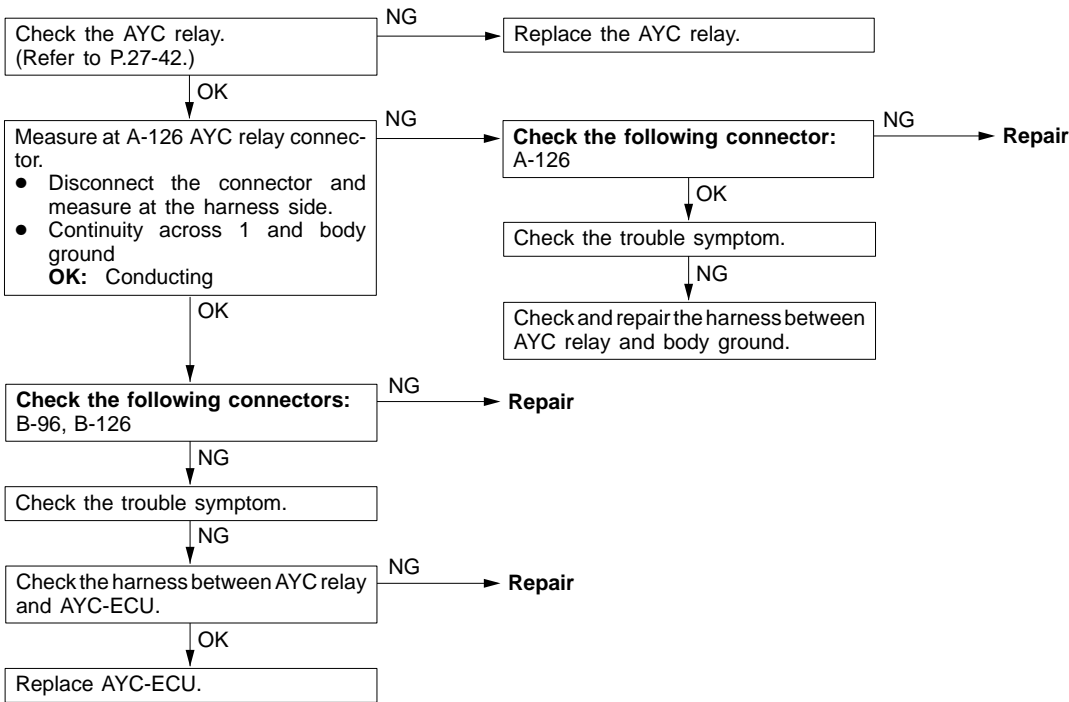 Check the AYC relay.
(Refer to P.27-42.)
NG
Replace the AYC relay.
OK
Measure at A-126 AYC relay connec-
tor.
● Disconnect the connector and
measure at the harness side.
● Continuity across 1 and body
ground
OK: Conducting
NG
Check the following connector:
A-126
NG
Repair
OK
Check the trouble symptom.
NG
Check and repair the harness between
AYC relay and body ground.
OK
Check the following connectors:
B-96, B-126
NG
Repair
NG
Check the trouble symptom.
NG
Check the harness between AYC relay
and AYC-ECU.
NG
Repair
OK
Replace AYC-ECU.